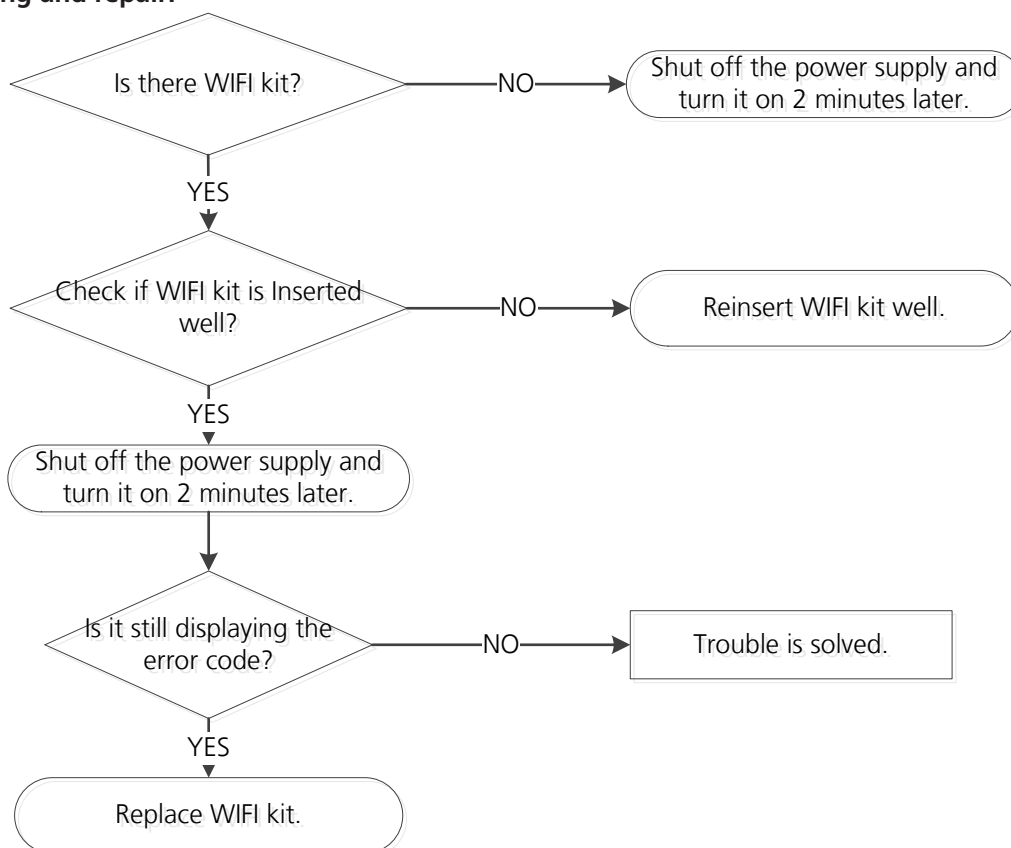 Is there WIFI kit?
NO
Shut off the power supply and
turn it on 2 minutes later.
YES
Check if WIFI kit is Inserted
well?
NO
Reinsert WIFI kit well.
YES
Shut off the power supply and
turn it on 2 minutes later.
Is it still displaying the
error code?
NO
Trouble is solved.
YES
Replace WIFI kit.